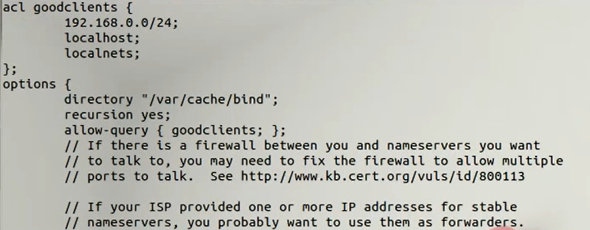 acl goodclients {
192.168.0.0/24;
localhost;
localnets;
};
options {
directory "/var/cache/bind";
recursion yes;
allow-query { goodclients; };
// If there is a firewall between you and nameservers you want
// to talk to, you may need to fix the firewall to allow multiple
// ports to talk.  See http://www.kb.cert.org/vuls/id/800113
// If your ISP provided one or more IP addresses for stable
// nameservers, you probably want to use them as forwarders.